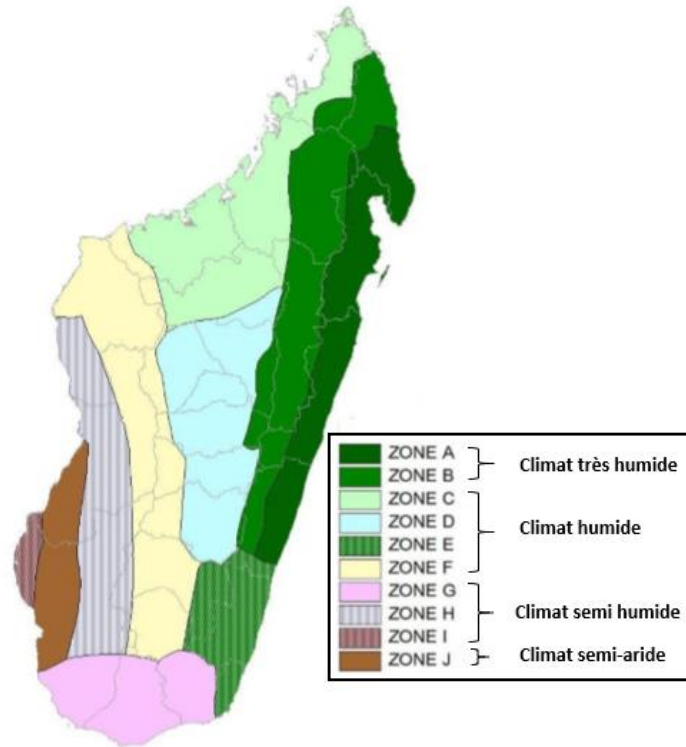 ZONE A
ZONE B
Climat très humide
ZONE C
ZONE D
ZONE E
ZONE F
Climat humide
ZONE G
ZONE H
ZONE I
Climat semi humide
ZONE J
Climat semi-aride